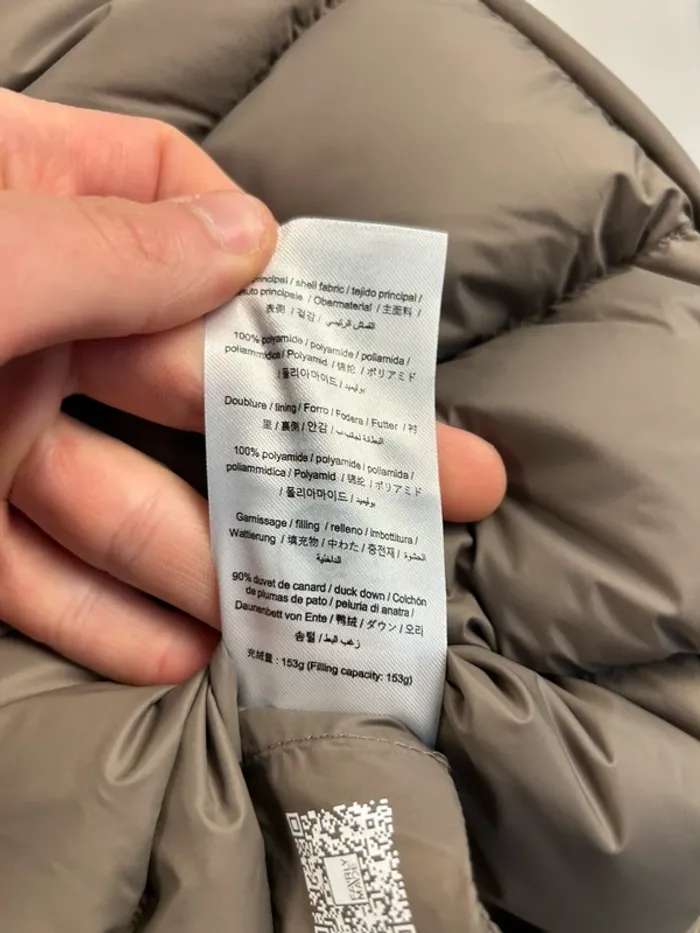 principal / shell fabric / tejido principal /
principale / Obermaterial / 主面料 /
表側 / 겉감 / القماش الرئيسي
100% polyamide / polyamide / poliamida /
poliammidica / Polyamid / 锦纶 / ポリアミド
/ 폴리아마이드 / بوليميد
Doublure / lining / Forro / Fodera / Futter / 衬
里 / 裏側 / 안감 / البطانة
100% polyamide / polyamide / poliamida /
poliammidica / Polyamid / 锦纶 / ポリアミド
/ 폴리아마이드 / بوليميد
Garnissage / filling / relleno / imbottitura /
Wattierung / 填充物 / 中わた / 충전재 / الحشوة
الداخلية
90% duvet de canard / duck down / Colchón
de plumas de pato / peluria di anatra /
Daunenbett von Ente / 鸭绒 / ダウン / 오리
솜털 / زغب البط
充绒量 : 153g (Filling capacity: 153g)
FAIRLY
MADE